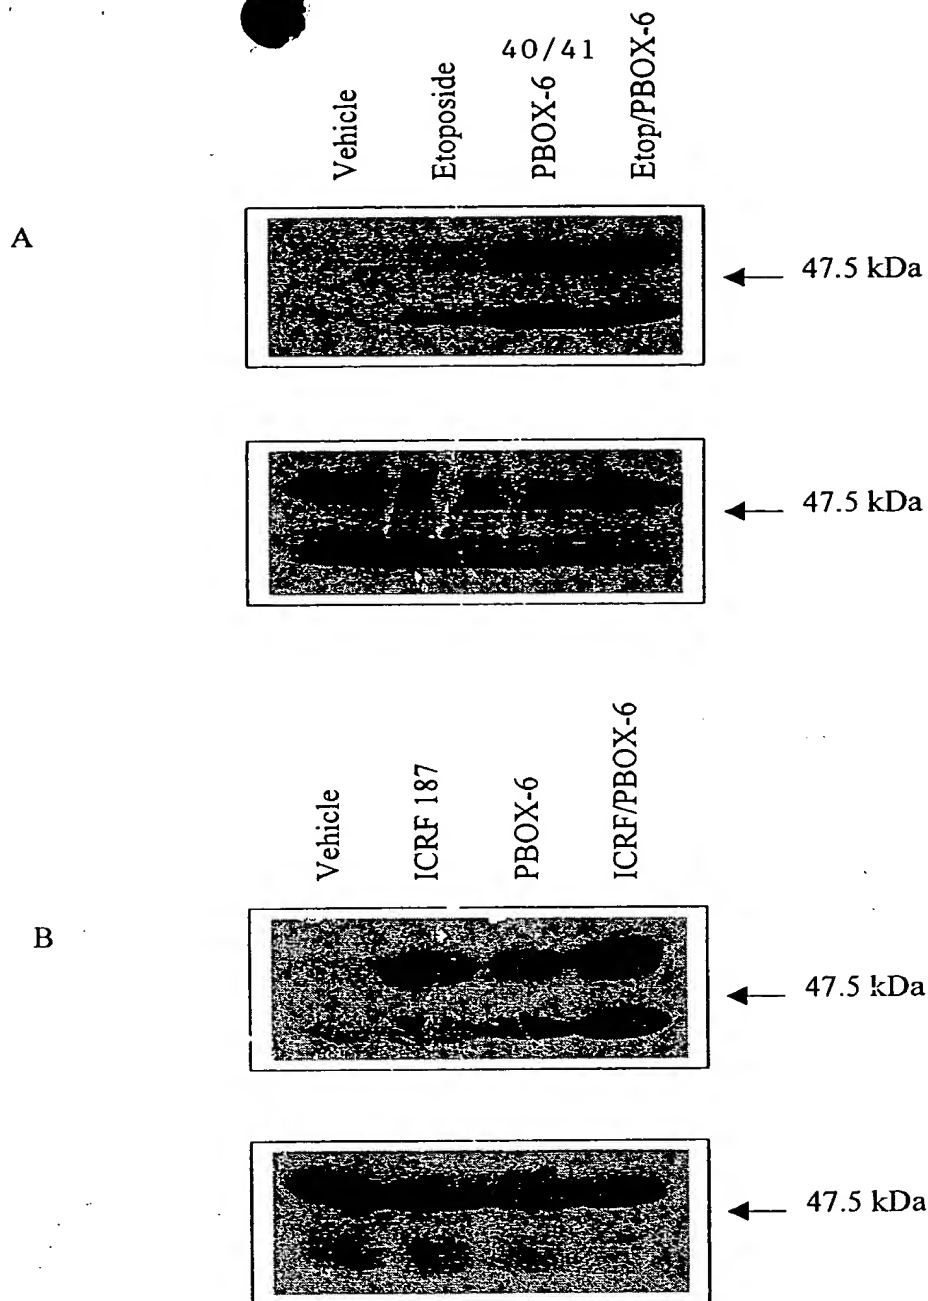 40/41
Vehicle
Etoposide
PBOX-6
Etop/PBOX-6
A
47.5 kDa
47.5 kDa
Vehicle
ICRF 187
PBOX-6
ICRF/PBOX-6
B
47.5 kDa
47.5 kDa